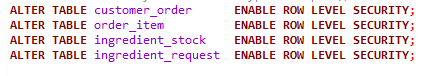 ALTER TABLE customer_order     ENABLE ROW LEVEL SECURITY;
ALTER TABLE order_item         ENABLE ROW LEVEL SECURITY;
ALTER TABLE ingredient_stock   ENABLE ROW LEVEL SECURITY;
ALTER TABLE ingredient_request ENABLE ROW LEVEL SECURITY;